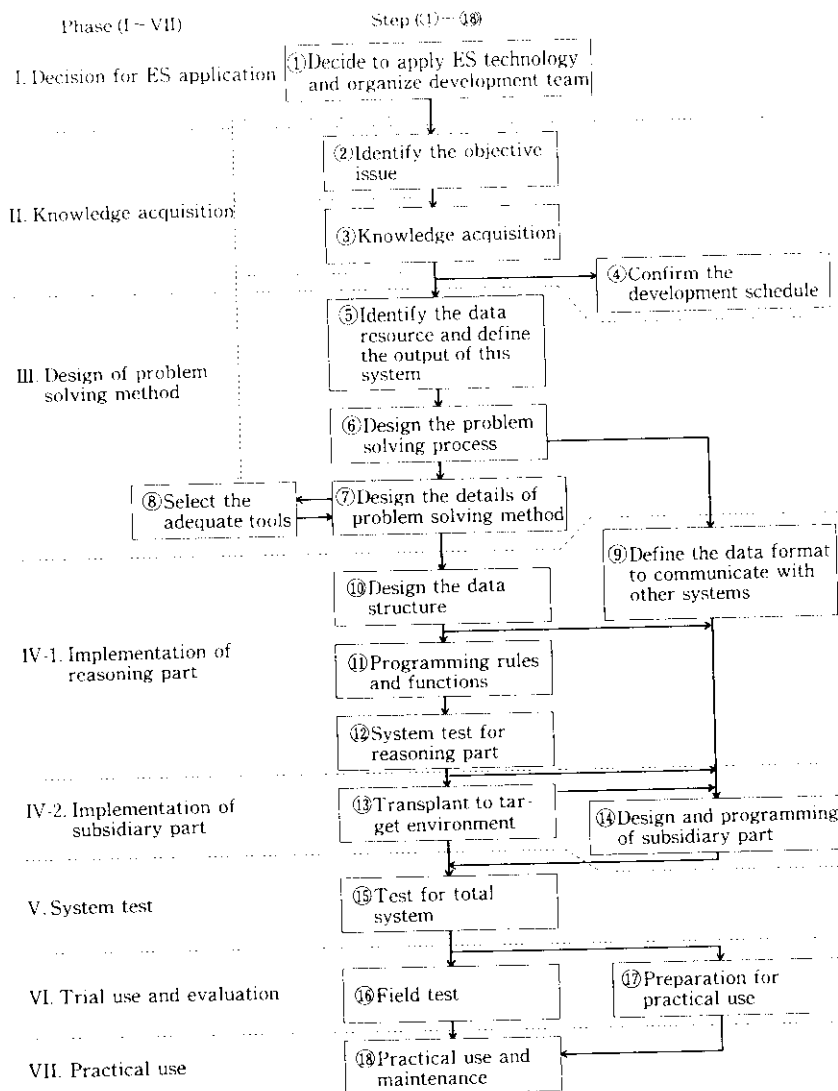 Phase (I ~ VII)
Step (① ~ ⑱)
I. Decision for ES application
①Decide to apply ES technology
and organize development team
②Identify the objective
issue
II. Knowledge acquisition
③Knowledge acquisition
④Confirm the
development schedule
⑤Identify the data
resource and define
the output of this
system
III. Design of problem
solving method
⑥Design the problem
solving process
⑧Select the
adequate tools
⑦Design the details of
problem solving method
⑨Define the data format
to communicate with
other systems
⑩Design the data
structure
IV-1. Implementation of
reasoning part
⑪Programming rules
and functions
⑫System test for
reasoning part
IV-2. Implementation of
subsidiary part
⑬Transplant to tar-
get environment
⑭Design and programming
of subsidiary part
V. System test
⑮Test for total
system
VI. Trial use and evaluation
⑯Field test
⑰Preparation for
practical use
VII. Practical use
⑱Practical use and
maintenance